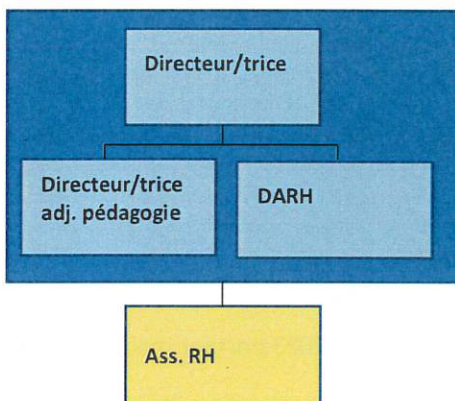 Directeur/trice
Directeur/trice
adj. pédagogie
DARH
Ass. RH